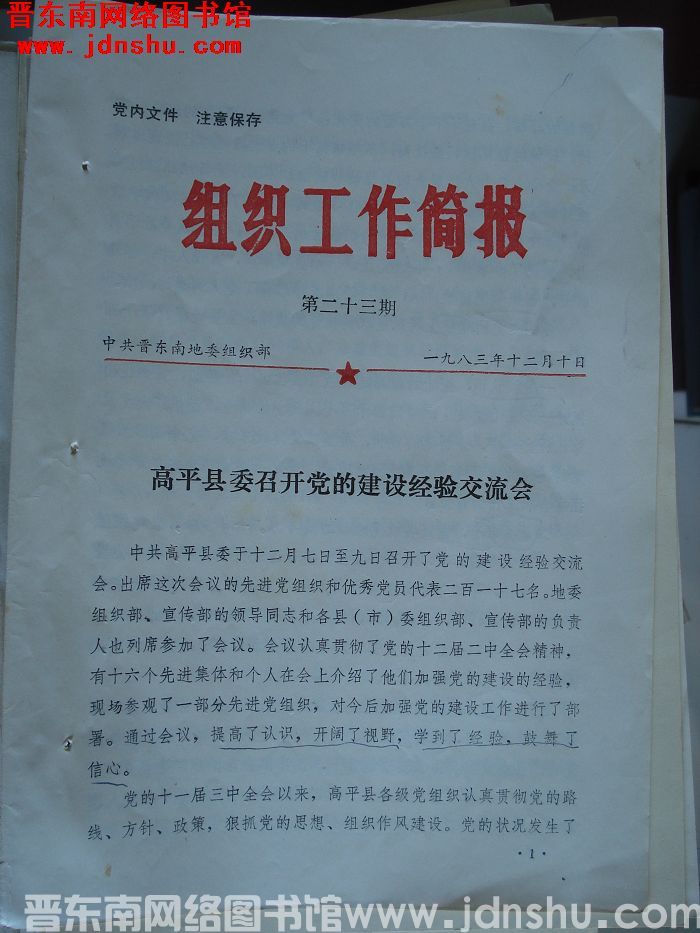 晋东南网络图书馆
www.jdnshu.com
党内文件 注意保存
组织工作简报
第二十三期
中共晋东南地委组织部 一九八三年十二月十日
高平县委召开党的建设经验交流会
中共高平县委于十二月七日至九日召开了党的建设经验交流
会。出席这次会议的先进党组织和优秀党员代表二百一十七名。地委
组织部、宣传部的领导同志和各县（市）委组织部、宣传部的负责
人也列席参加了会议。会议认真贯彻了党的十二届二中全会精神，
有十六个先进集体和个人在会上介绍了他们加强党的建设的经验，
现场参观了一部分先进党组织，对今后加强党的建设工作进行了部
署。通过会议，提高了认识，开阔了视野，学到了经验，鼓舞了
信心。
党的十一届三中全会以来，高平县各级党组织认真贯彻党的路
线、方针、政策，狠抓党的思想、组织作风建设。党的状况发生了
·1·
晋东南网络图书馆www.jdnshu.com